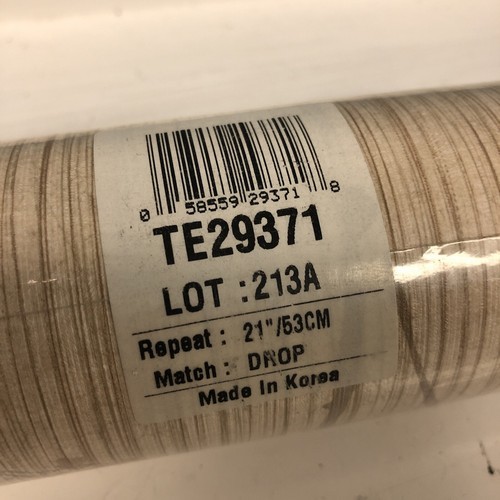 0 58559 29371 8
TE29371
LOT : 213A
Repeat : 21"/53CM
Match : DROP
Made In Korea